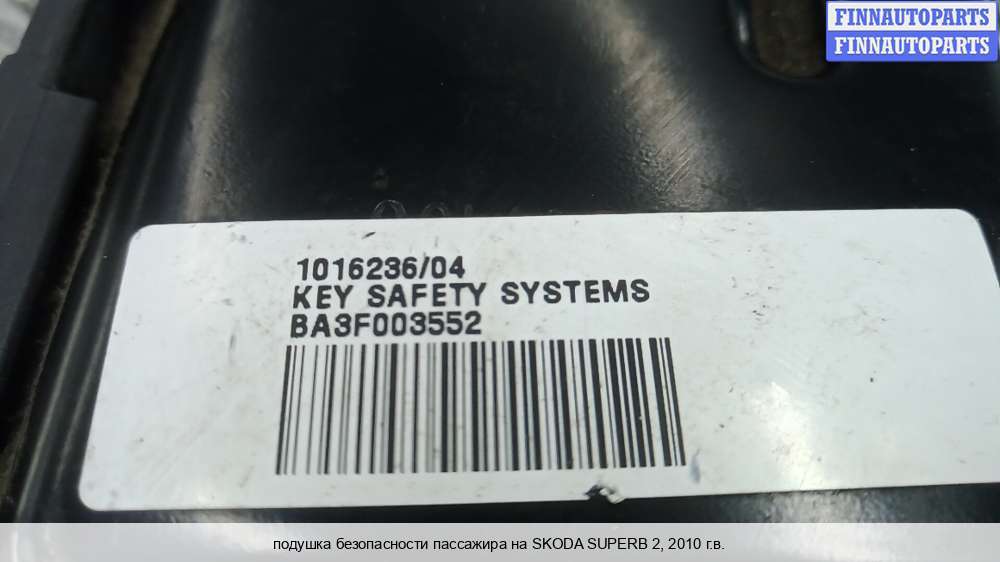 FINNAUTOPARTS
FINNAUTOPARTS
1016236/04
KEY SAFETY SYSTEMS
BA3F003552
подушка безопасности пассажира на SKODA SUPERB 2, 2010 г.в.